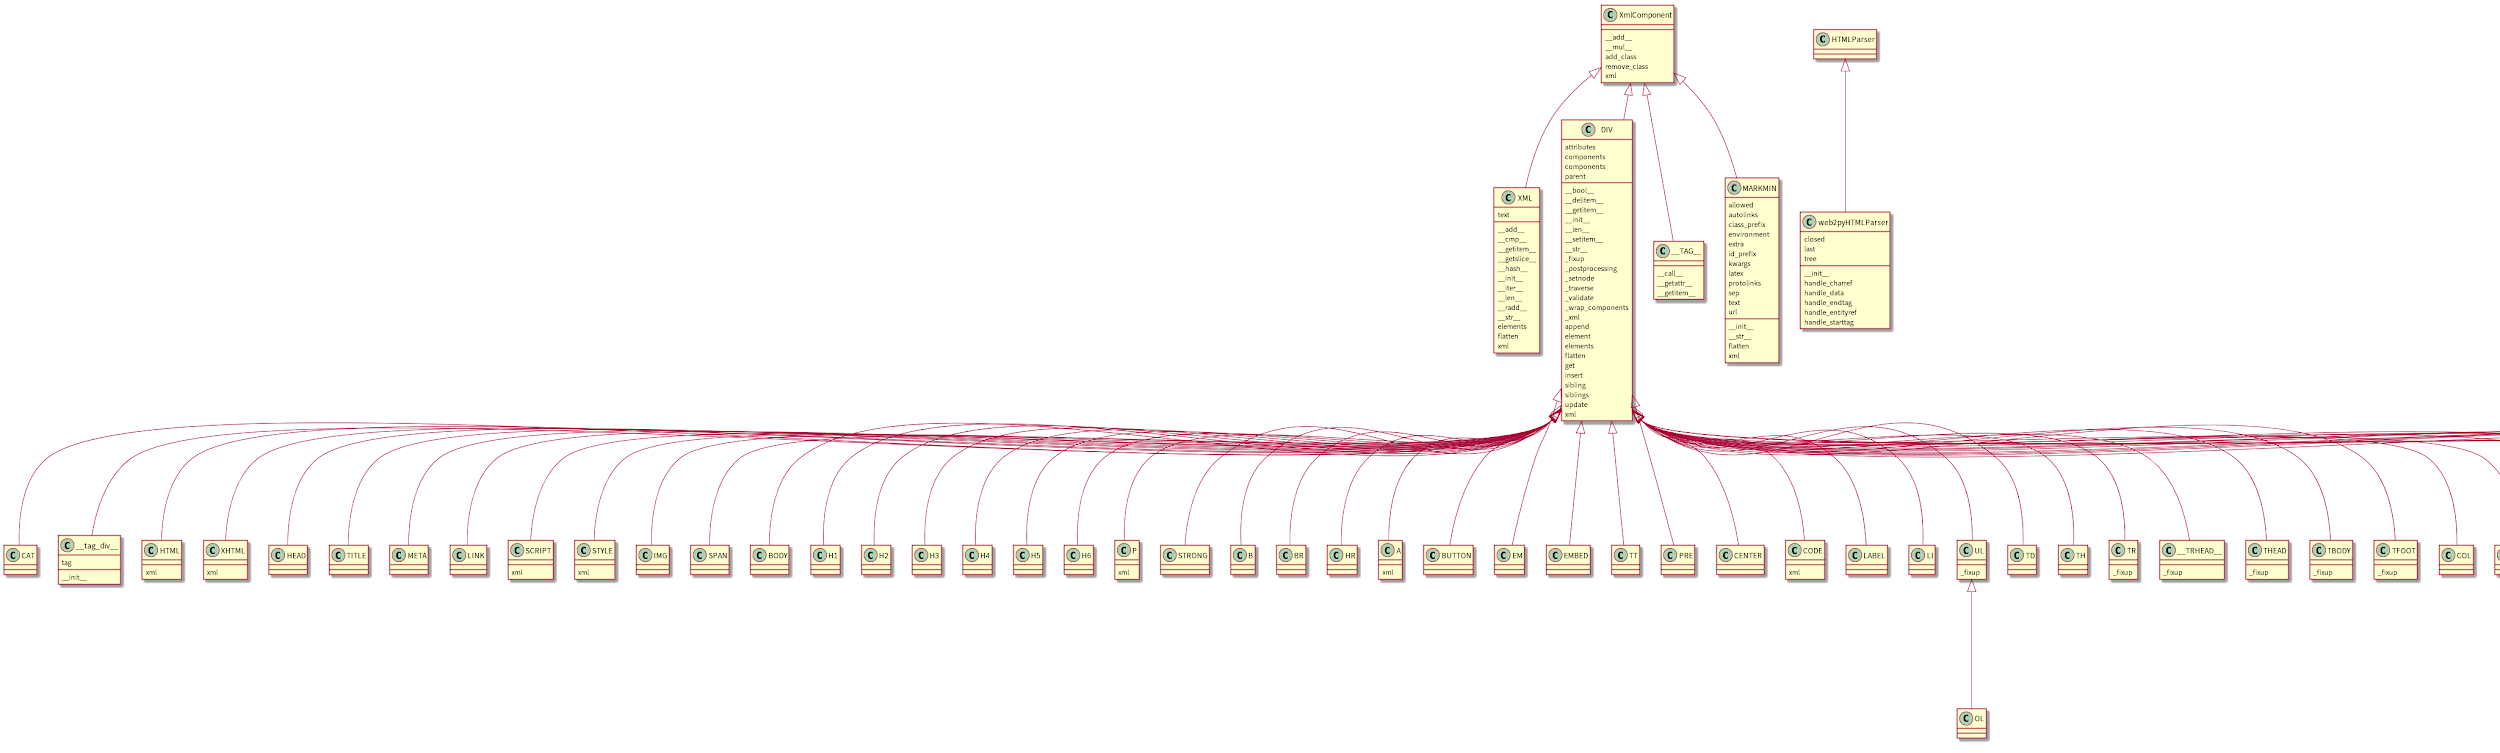 C XmlComponent
__add__
__mul__
add_class
remove_class
xml
C HTMLParser
C DIV
attributes
components
components
parent
__bool__
__delitem__
__getitem__
__init__
__len__
__setitem__
__str__
_fixup
_postprocessing
_setnode
_traverse
_validate
_wrap_components
_xml
append
element
elements
flatten
get
insert
sibling
siblings
update
xml
C XML
text
__add__
__cmp__
__getitem__
__getslice__
__hash__
__init__
__iter__
__len__
__radd__
__str__
elements
flatten
xml
C __TAG__
__call__
__getattr__
__getitem__
C MARKMIN
allowed
autolinks
class_prefix
environment
extra
id_prefix
kwargs
latex
protolinks
sep
text
url
__init__
__str__
flatten
xml
C web2pyHTMLParser
closed
last
tree
__init__
handle_charref
handle_data
handle_endtag
handle_entityref
handle_starttag
C CAT
C __tag_div__
tag
__init__
C HTML
xml
C XHTML
xml
C HEAD
C TITLE
C META
C LINK
C SCRIPT
xml
C STYLE
xml
C IMG
C SPAN
C BODY
C H1
C H2
C H3
C H4
C H5
C H6
C P
xml
C STRONG
C B
C BR
C HR
C A
xml
C BUTTON
C EM
C EMBED
C TT
C PRE
C CENTER
C CODE
xml
C LABEL
C LI
C UL
_fixup
C TD
C TH
C TR
_fixup
C __TRHEAD__
_fixup
C THEAD
_fixup
C TBODY
_fixup
C TFOOT
_fixup
C COL
C OL